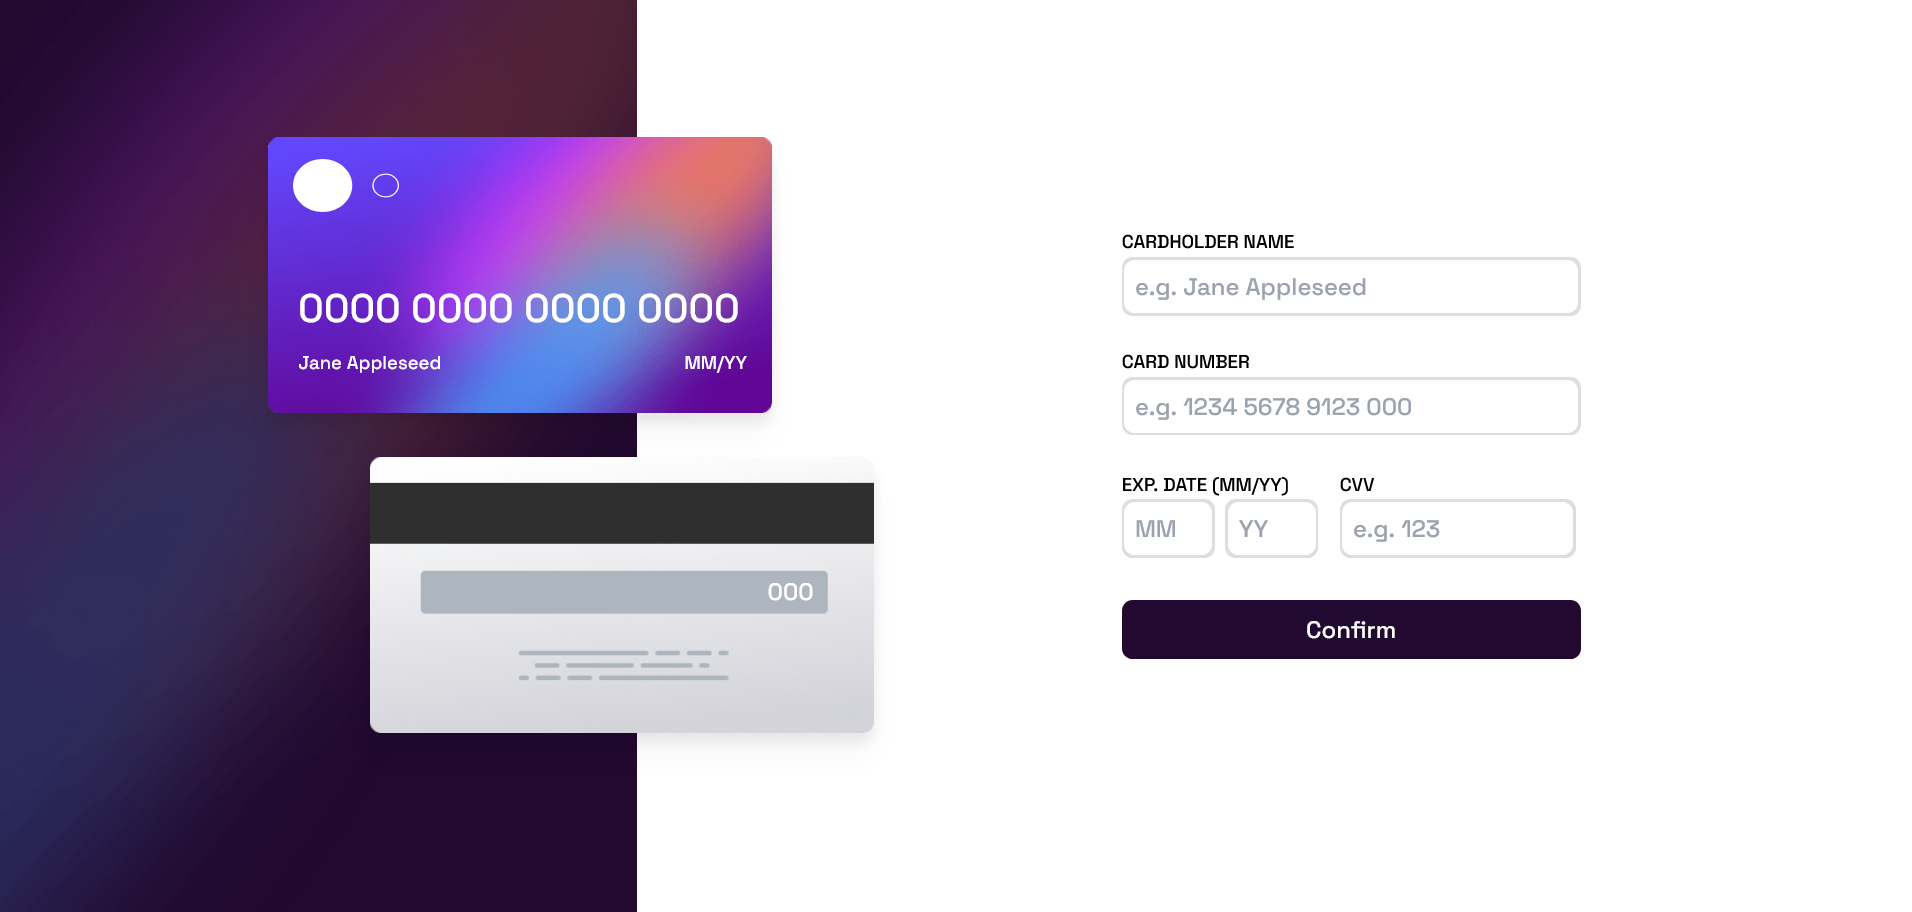 0000 0000 0000 0000
Jane Appleseed MM/YY
000
CARDHOLDER NAME
e.g. Jane Appleseed
CARD NUMBER
e.g. 1234 5678 9123 000
EXP. DATE (MM/YY) CVV
MM YY e.g. 123
Confirm